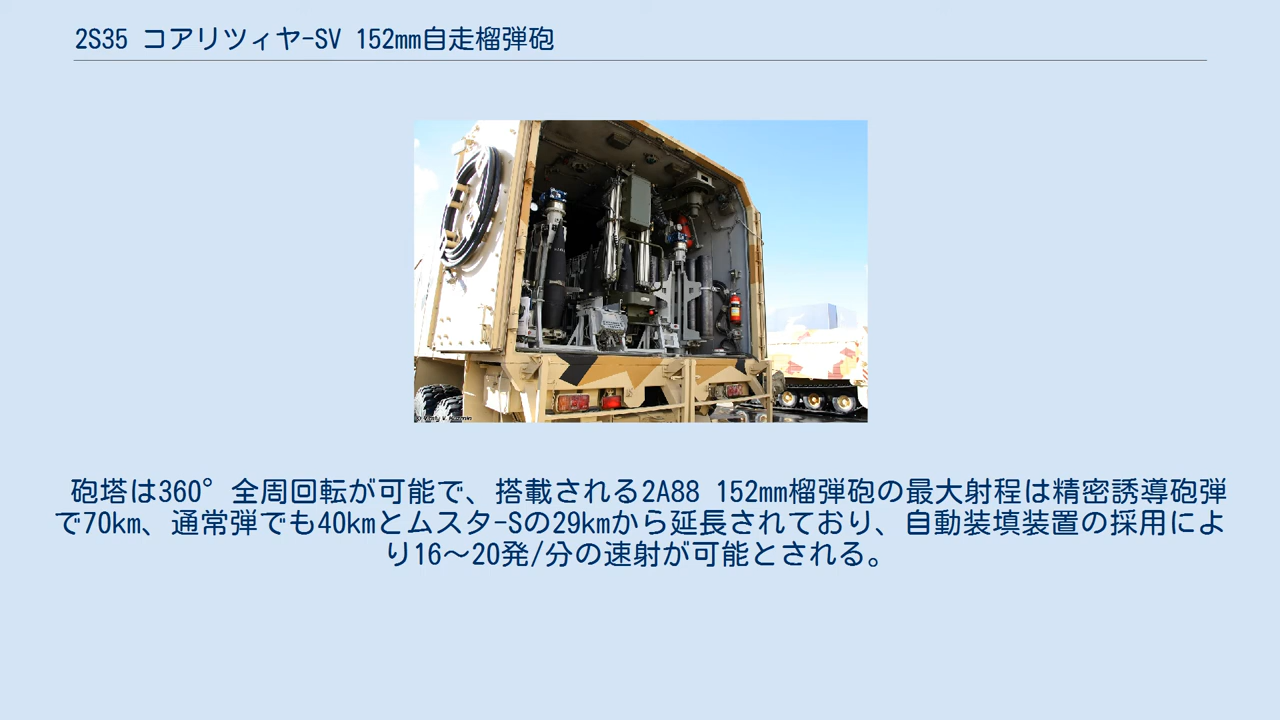 2S35 コアリツィヤ-SV 152mm自走榴弾砲
砲塔は360°全周回転が可能で、搭載される2A88 152mm榴弾砲の最大射程は精密誘導砲弾
で70km、通常弾でも40kmとムスタ-Sの29kmから延長されており、自動装填装置の採用によ
り16～20発/分の速射が可能とされる。